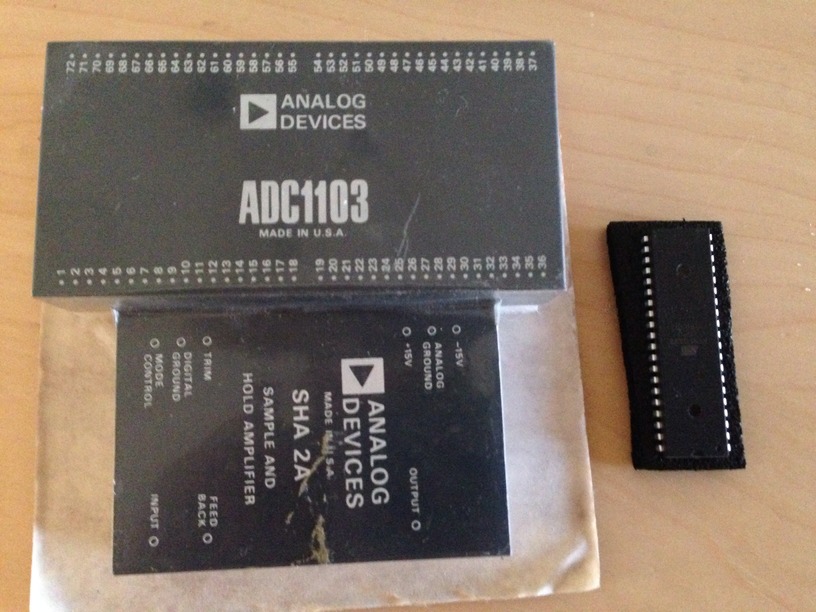 72 71 70 69 68 67 66 65 64 63 62 61 60 59 58 57 56 55 54 53 52 51 50 49 48 47 46 45 44 43 42 41 40 39 38 37
ANALOG
DEVICES
ADC1103
MADE IN U.S.A.
1 2 3 4 5 6 7 8 9 10 11 12 13 14 15 16 17 18 19 20 21 22 23 24 25 26 27 28 29 30 31 32 33 34 35 36
-15V
ANALOG
GROUND
+15V
OUTPUT
ANALOG
DEVICES
MADE IN U.S.A.
SHA 2A
SAMPLE AND
HOLD AMPLIFIER
TRIM
DIGITAL
GROUND
MODE
CONTROL
FEED
BACK
INPUT